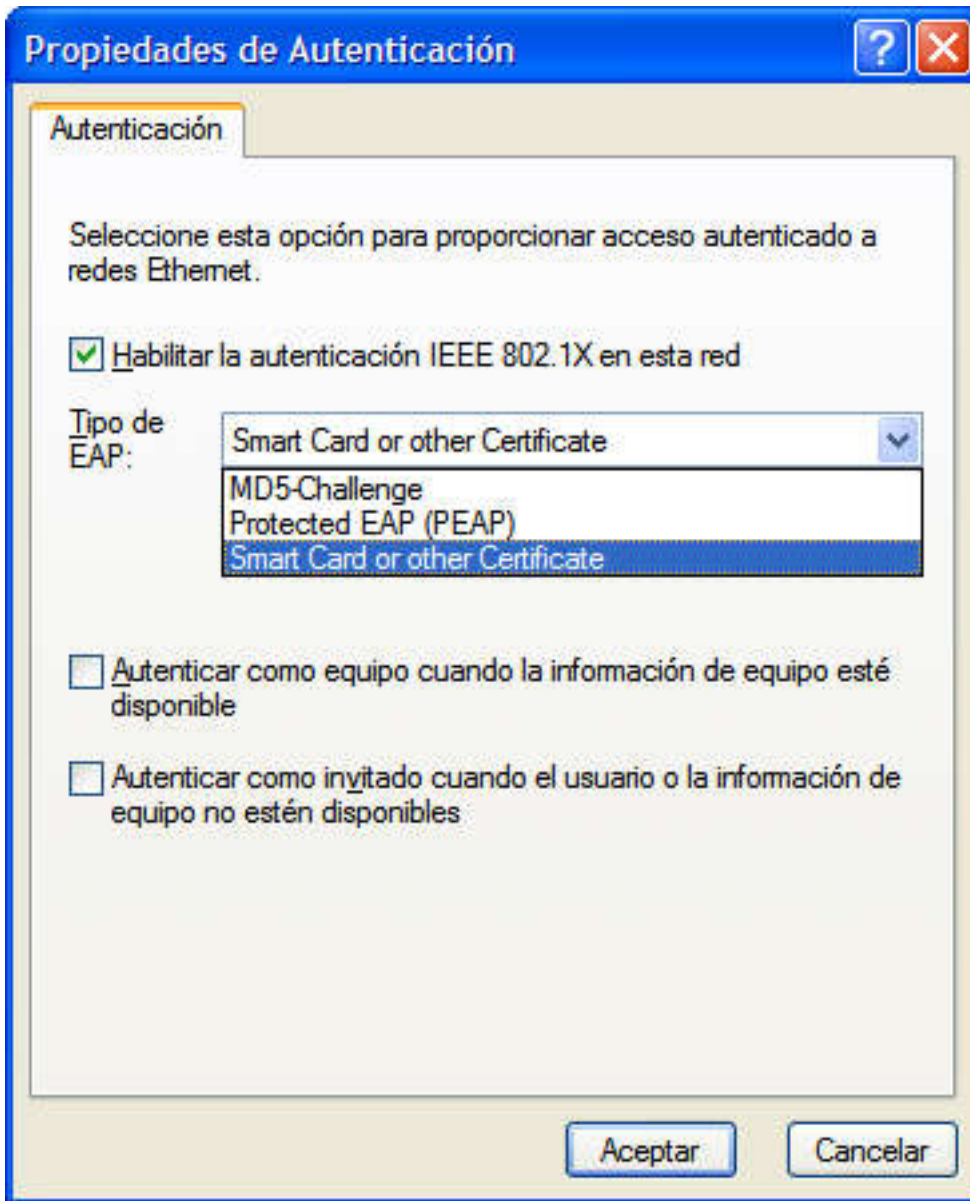 Propiedades de Autenticación
Autenticación
Seleccione esta opción para proporcionar acceso autenticado a
redes Ethernet.
Habilitar la autenticación IEEE 802.1X en esta red
Tipo de
EAP:
Smart Card or other Certificate
MD5-Challenge
Protected EAP (PEAP)
Smart Card or other Certificate
Autenticar como equipo cuando la información de equipo esté
disponible
Autenticar como invitado cuando el usuario o la información de
equipo no estén disponibles
Aceptar
Cancelar